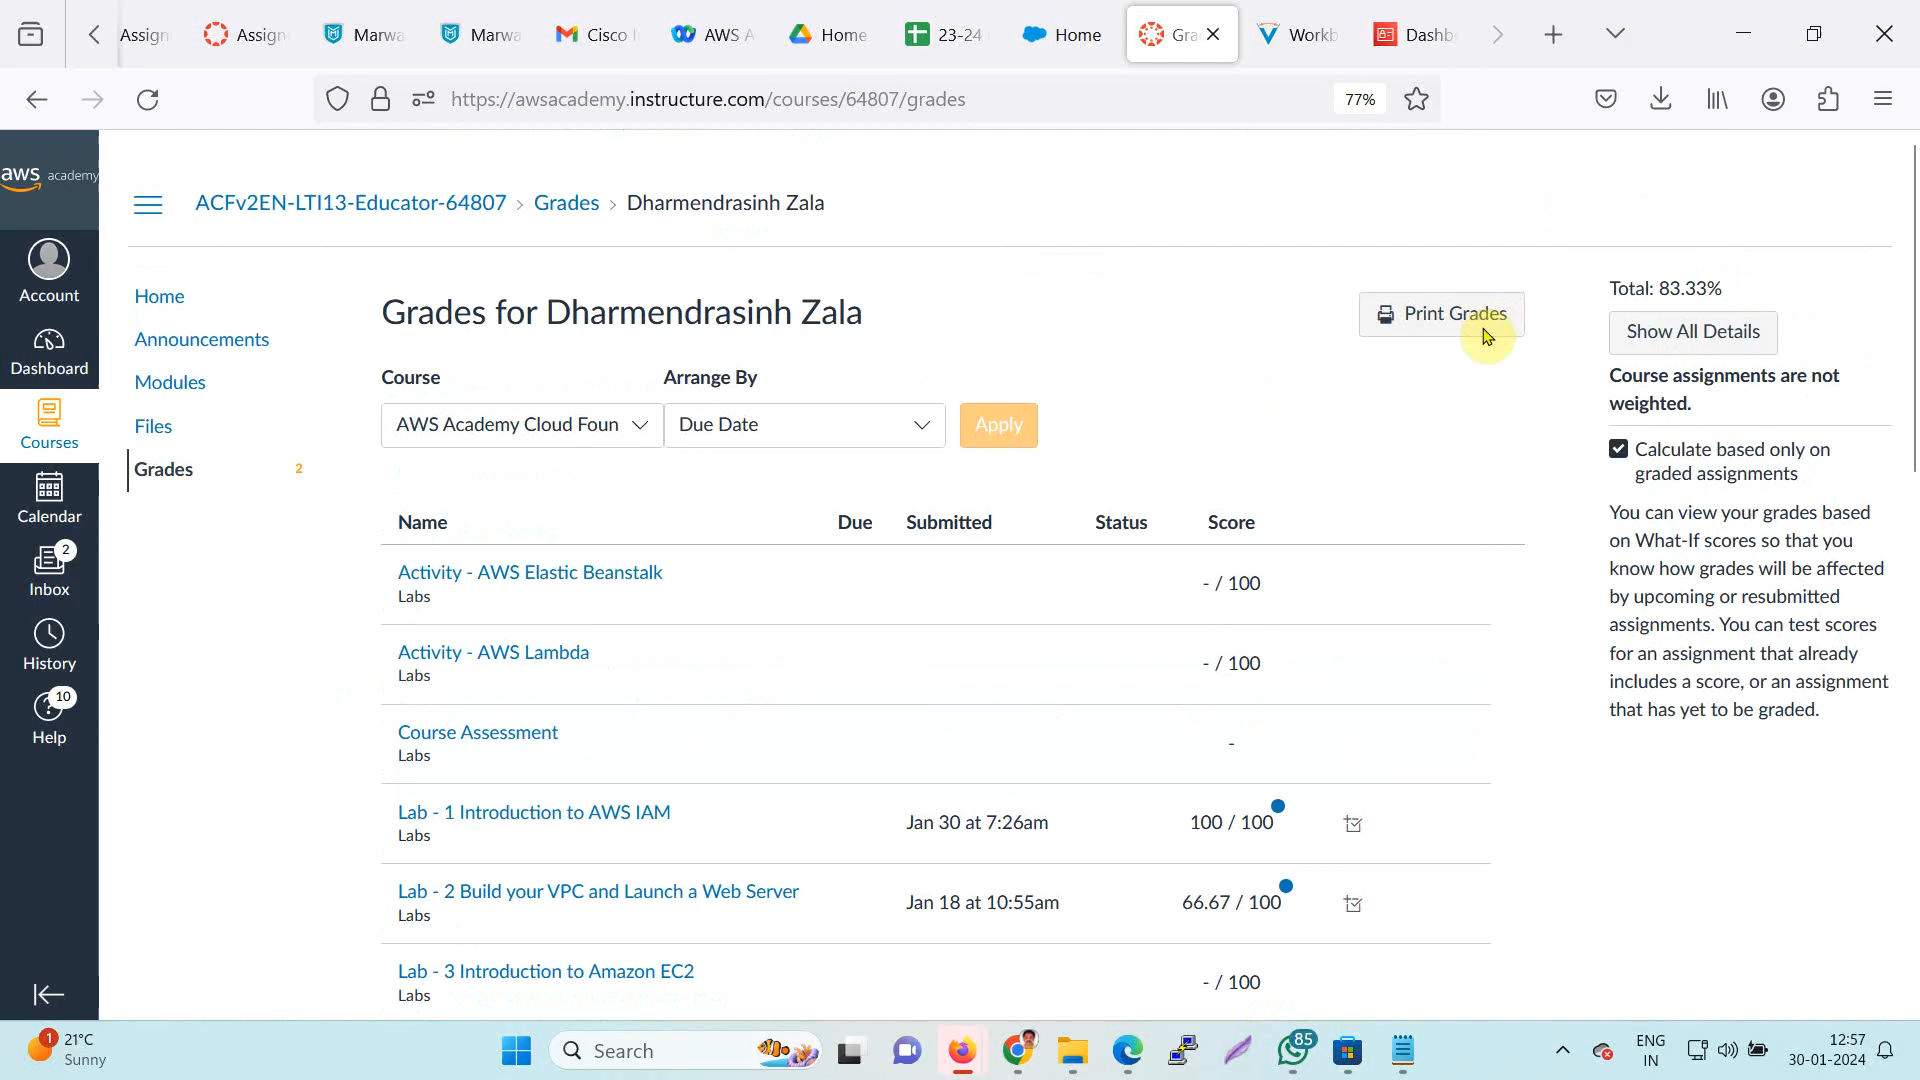 Assign
Assign
Marwa
Marwa
Cisco
AWS A
Home
23-24
Home
Gra
Workb
Dashb
https://awsacademy.instructure.com/courses/64807/grades
77%
aws academy
Account
Dashboard
Courses
Calendar
2
Inbox
History
10
Help
ACFv2EN-LTI13-Educator-64807 › Grades › Dharmendrasinh Zala
Home
Announcements
Modules
Files
Grades 2
Grades for Dharmendrasinh Zala
Print Grades
Course Arrange By
AWS Academy Cloud Foun Due Date Apply
Name Due Submitted Status Score
Activity - AWS Elastic Beanstalk
Labs
- / 100
Activity - AWS Lambda
Labs
- / 100
Course Assessment
Labs
-
Lab - 1 Introduction to AWS IAM
Labs
Jan 30 at 7:26am 100 / 100
Lab - 2 Build your VPC and Launch a Web Server
Labs
Jan 18 at 10:55am 66.67 / 100
Lab - 3 Introduction to Amazon EC2
Labs
- / 100
Total: 83.33%
Show All Details
Course assignments are not
weighted.
Calculate based only on
graded assignments
You can view your grades based
on What-If scores so that you
know how grades will be affected
by upcoming or resubmitted
assignments. You can test scores
for an assignment that already
includes a score, or an assignment
that has yet to be graded.
1
21°C
Sunny
Search
85
ENG
IN
12:57
30-01-2024